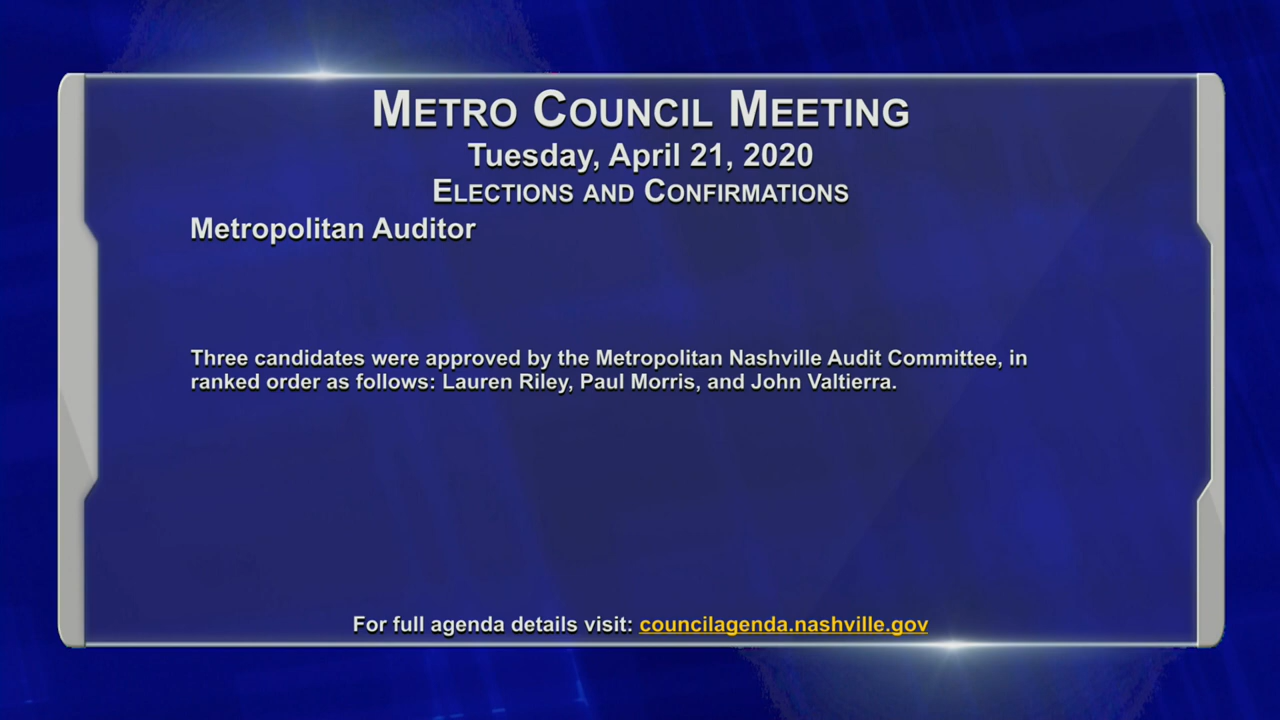 METRO COUNCIL MEETING
Tuesday, April 21, 2020
ELECTIONS AND CONFIRMATIONS
Metropolitan Auditor
Three candidates were approved by the Metropolitan Nashville Audit Committee, in
ranked order as follows: Lauren Riley, Paul Morris, and John Valtierra.
For full agenda details visit: councilagenda.nashville.gov